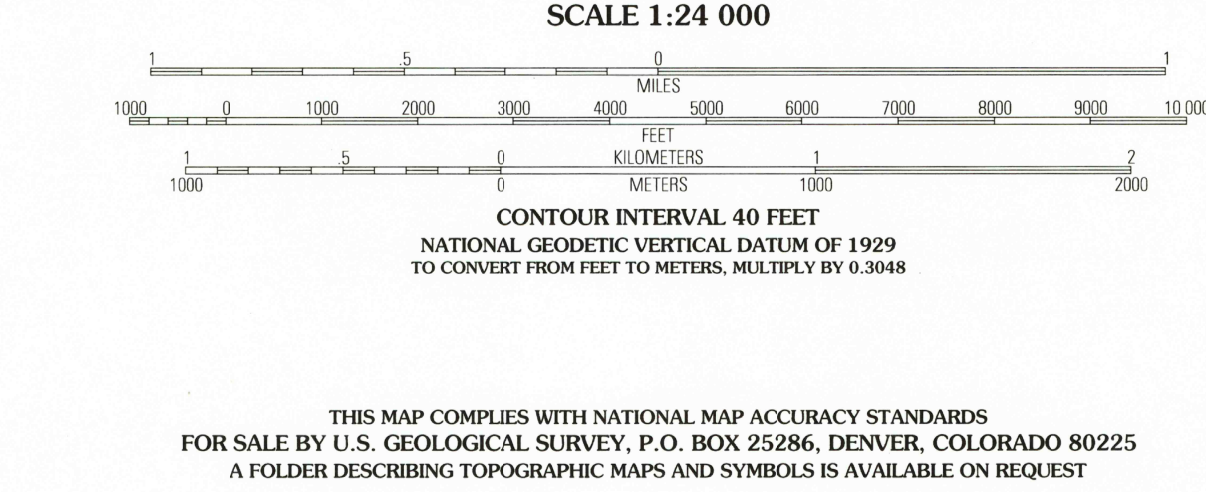 SCALE 1:24 000
1 .5 0 1
MILES
1000 0 1000 2000 3000 4000 5000 6000 7000 8000 9000 10 000
FEET
1 .5 0 KILOMETERS 1 2
1000 0 METERS 1000 2000
CONTOUR INTERVAL 40 FEET
NATIONAL GEODETIC VERTICAL DATUM OF 1929
TO CONVERT FROM FEET TO METERS, MULTIPLY BY 0.3048
THIS MAP COMPLIES WITH NATIONAL MAP ACCURACY STANDARDS
FOR SALE BY U.S. GEOLOGICAL SURVEY, P.O. BOX 25286, DENVER, COLORADO 80225
A FOLDER DESCRIBING TOPOGRAPHIC MAPS AND SYMBOLS IS AVAILABLE ON REQUEST